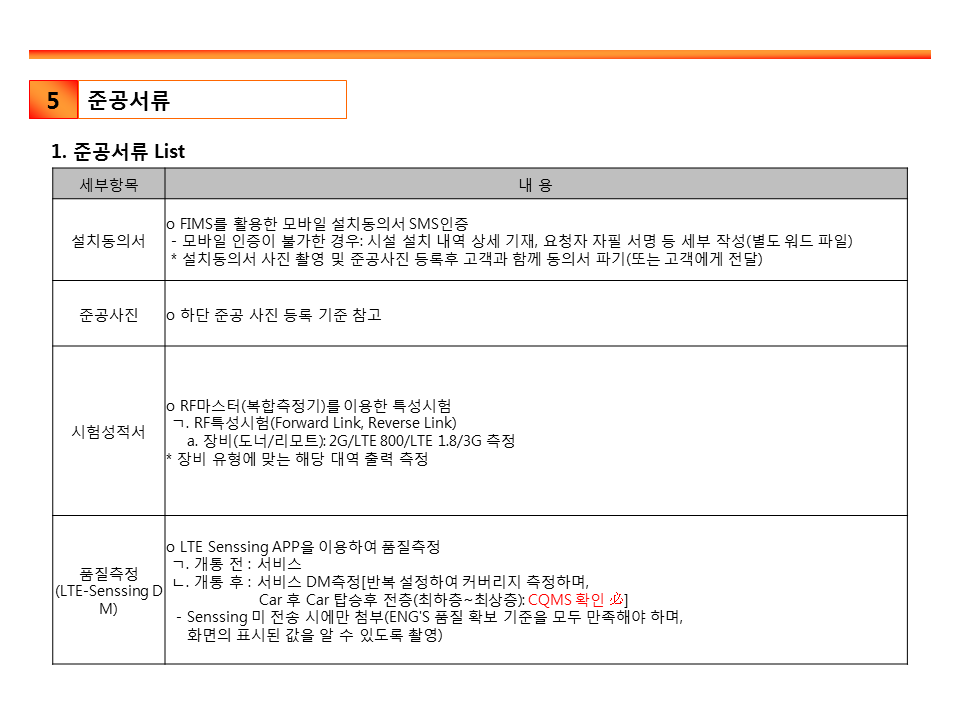 5 준공서류
1. 준공서류 List
세부항목 내 용
설치동의서
o FIMS를 활용한 모바일 설치동의서 SMS인증
- 모바일 인증이 불가한 경우: 시설 설치 내역 상세 기재, 요청자 자필 서명 등 세부 작성(별도 워드 파일)
* 설치동의서 사진 촬영 및 준공사진 등록후 고객과 함께 동의서 파기(또는 고객에게 전달)
준공사진
o 하단 준공 사진 등록 기준 참고
시험성적서
o RF마스터(복합측정기)를 이용한 특성시험
ㄱ. RF특성시험(Forward Link, Reverse Link)
a. 장비(도너/리모트): 2G/LTE 800/LTE 1.8/3G 측정
* 장비 유형에 맞는 해당 대역 출력 측정
품질측정
(LTE-Senssing D
M)
o LTE Senssing APP을 이용하여 품질측정
ㄱ. 개통 전 : 서비스
ㄴ. 개통 후 : 서비스 DM측정[반복 설정하여 커버리지 측정하며,
Car 후 Car 탑승후 전층(최하층~최상층): CQMS 확인 必]
- Senssing 미 전송 시에만 첨부(ENG'S 품질 확보 기준을 모두 만족해야 하며,
화면의 표시된 값을 알 수 있도록 촬영)